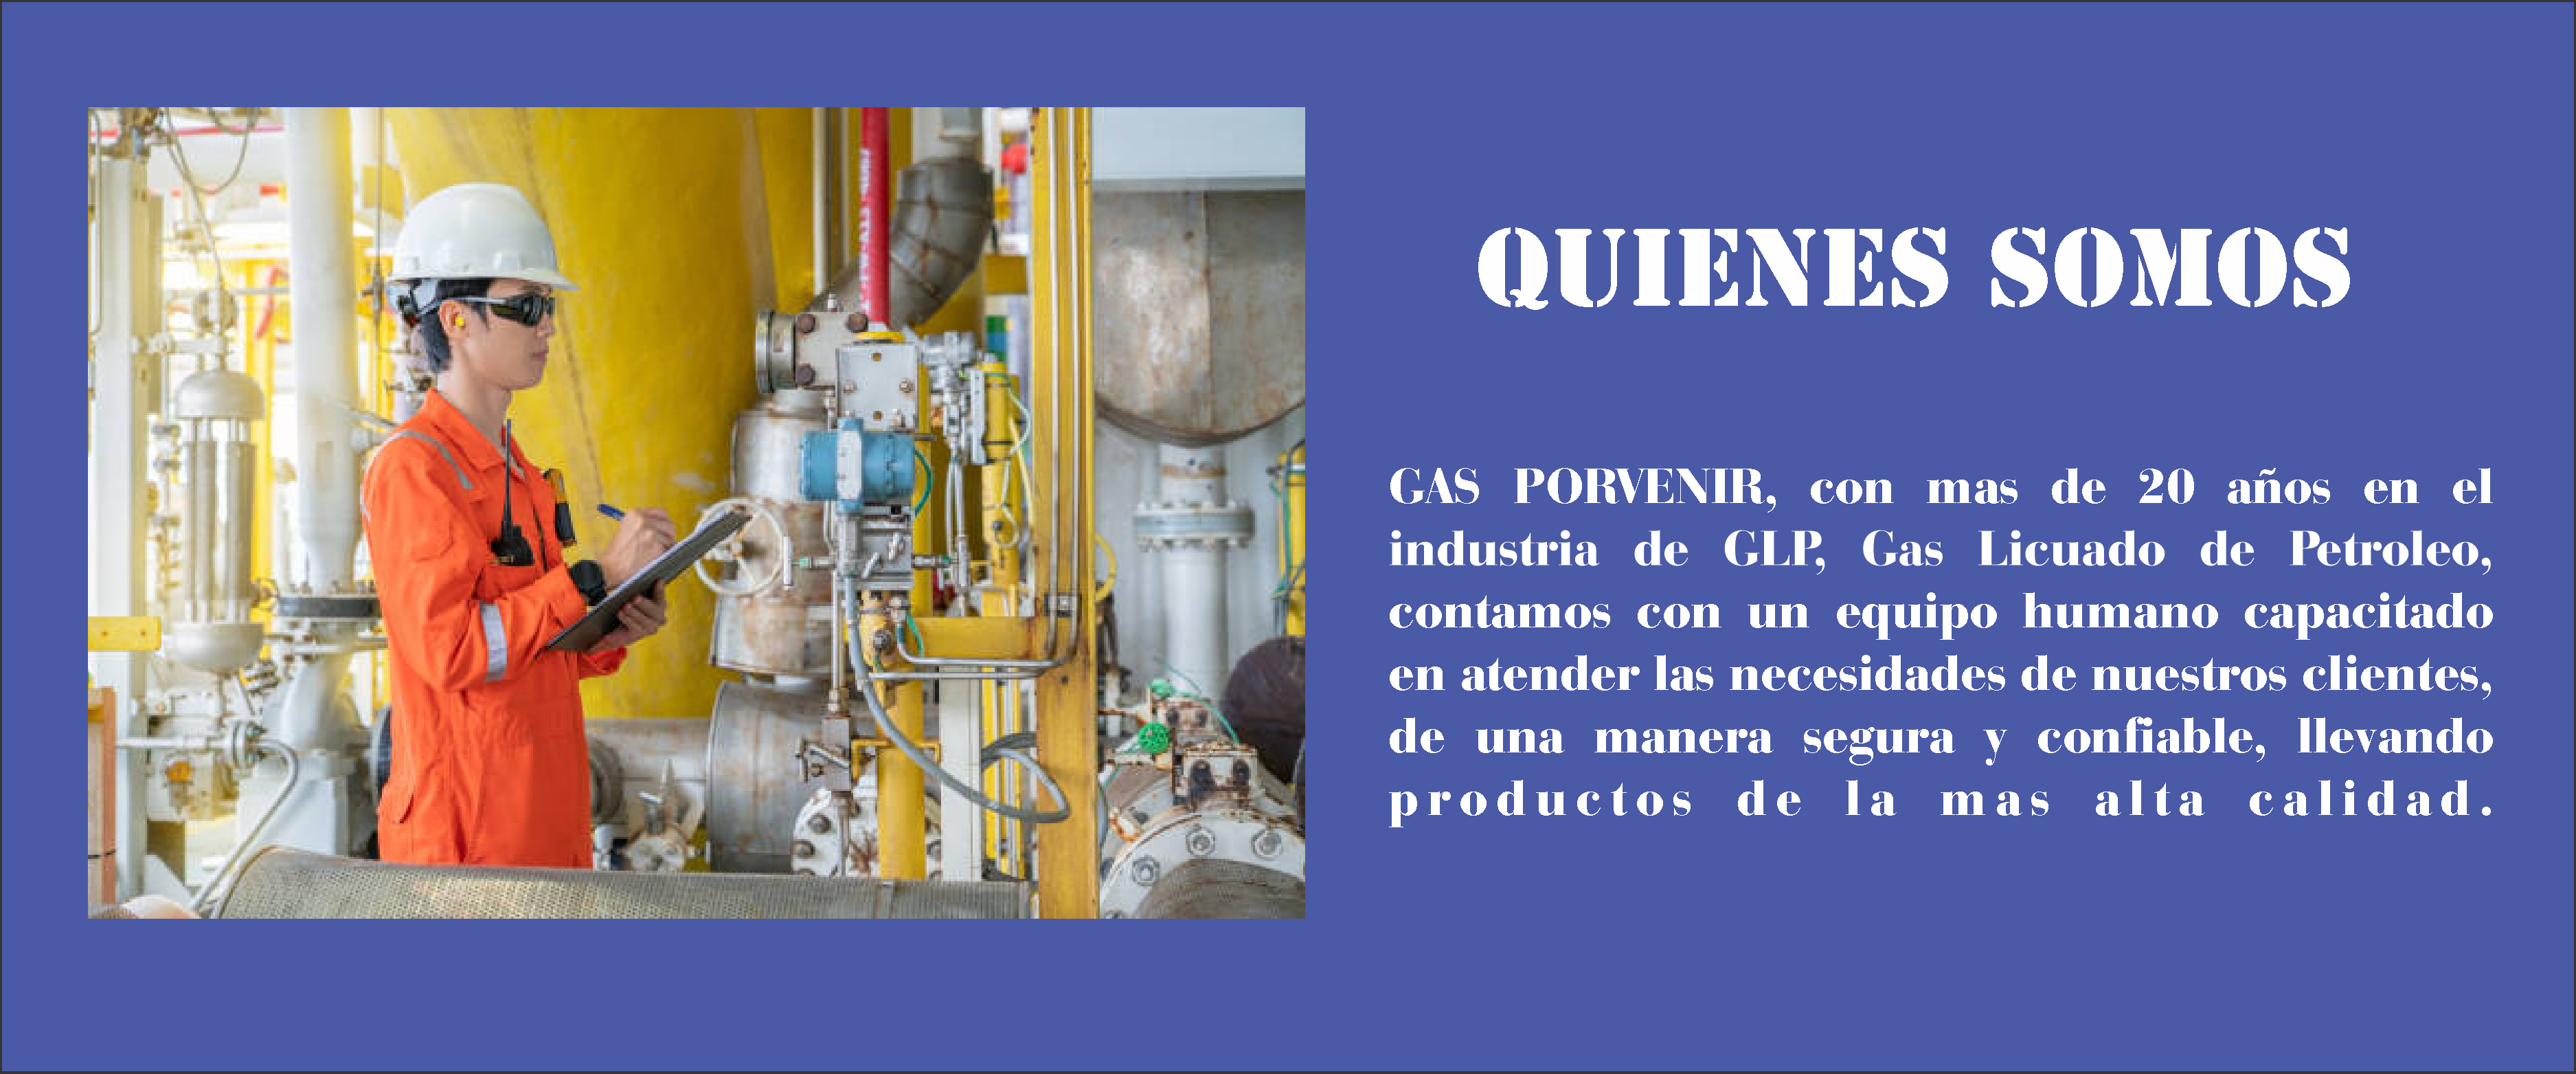 QUIENES SOMOS
GAS PORVENIR, con mas de 20 años en el
industria de GLP, Gas Licuado de Petroleo,
contamos con un equipo humano capacitado
en atender las necesidades de nuestros clientes,
de una manera segura y confiable, llevando
productos de la mas alta calidad.